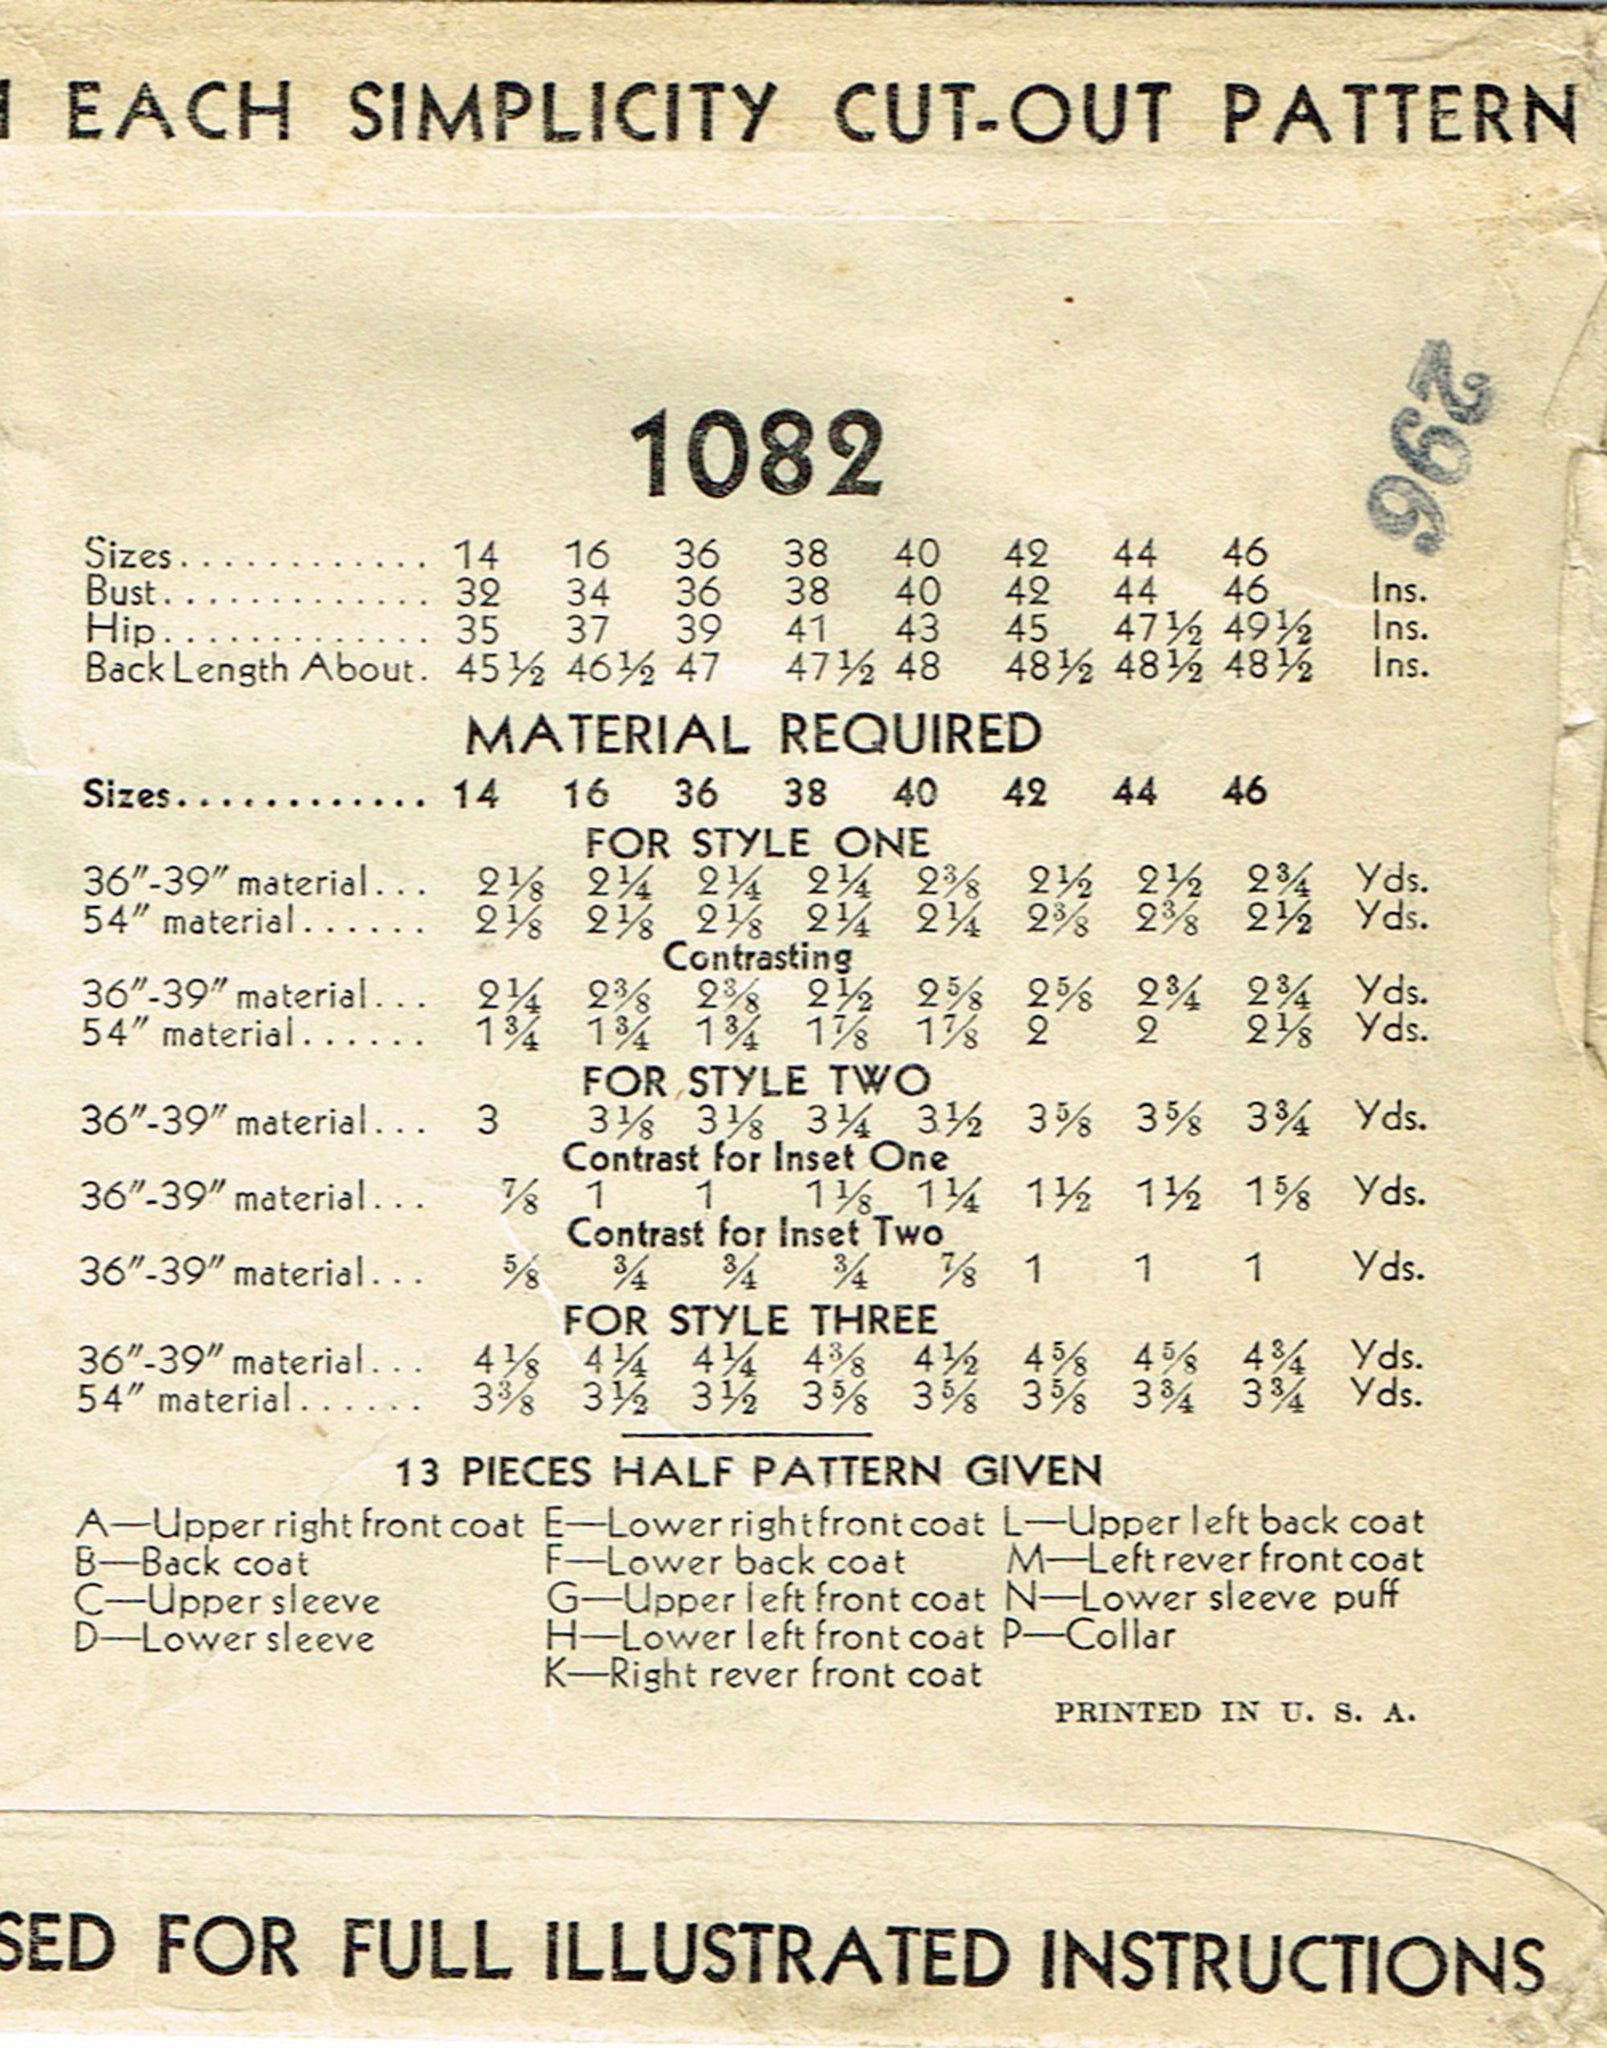 EACH SIMPLICITY CUT-OUT PATTERN
296
1082
Sizes............ 14 16 36 38 40 42 44 46
Bust............. 32 34 36 38 40 42 44 46 Ins.
Hip............. 35 37 39 41 43 45 47½ 49½ Ins.
Back Length About. 45½ 46½ 47 47½ 48 48½ 48½ 48½ Ins.
MATERIAL REQUIRED
Sizes............ 14 16 36 38 40 42 44 46
FOR STYLE ONE
36"-39" material... 2⅛ 2¼ 2¼ 2¼ 2⅜ 2½ 2½ 2¾ Yds.
54" material...... 2⅛ 2⅛ 2⅛ 2¼ 2¼ 2⅜ 2⅜ 2½ Yds.
Contrasting
36"-39" material... 2¼ 2⅜ 2⅜ 2½ 2⅝ 2⅝ 2¾ 2¾ Yds.
54" material...... 1¾ 1¾ 1¾ 1⅞ 1⅞ 2 2 2⅛ Yds.
FOR STYLE TWO
36"-39" material... 3 3⅛ 3⅛ 3¼ 3½ 3⅝ 3⅝ 3¾ Yds.
Contrast for Inset One
36"-39" material... ⅞ 1 1 1⅛ 1¼ 1½ 1½ 1⅝ Yds.
Contrast for Inset Two
36"-39" material... ⅝ ¾ ¾ ¾ ⅞ 1 1 1 Yds.
FOR STYLE THREE
36"-39" material... 4⅛ 4¼ 4¼ 4⅜ 4½ 4⅝ 4⅝ 4¾ Yds.
54" material...... 3⅜ 3½ 3½ 3⅝ 3⅝ 3⅝ 3¾ 3¾ Yds.
13 PIECES HALF PATTERN GIVEN
A—Upper right front coat E—Lower right front coat L—Upper left back coat
B—Back coat F—Lower back coat M—Left rever front coat
C—Upper sleeve G—Upper left front coat N—Lower sleeve puff
D—Lower sleeve H—Lower left front coat P—Collar
K—Right rever front coat
PRINTED IN U. S. A.
SED FOR FULL ILLUSTRATED INSTRUCTIONS